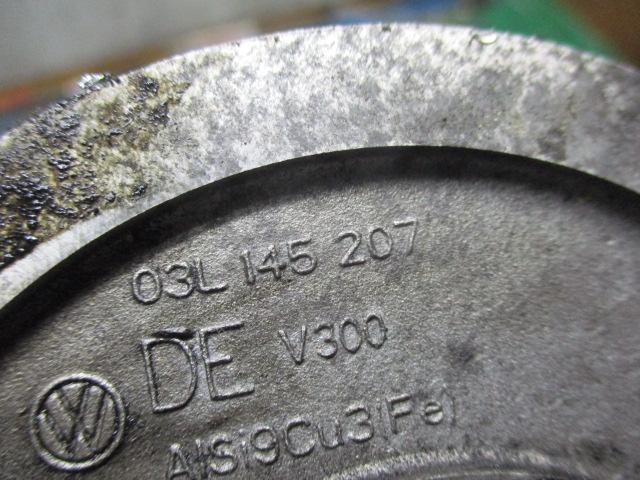 03L 145 207
DE V300
AlSi9Cu3(Fe)